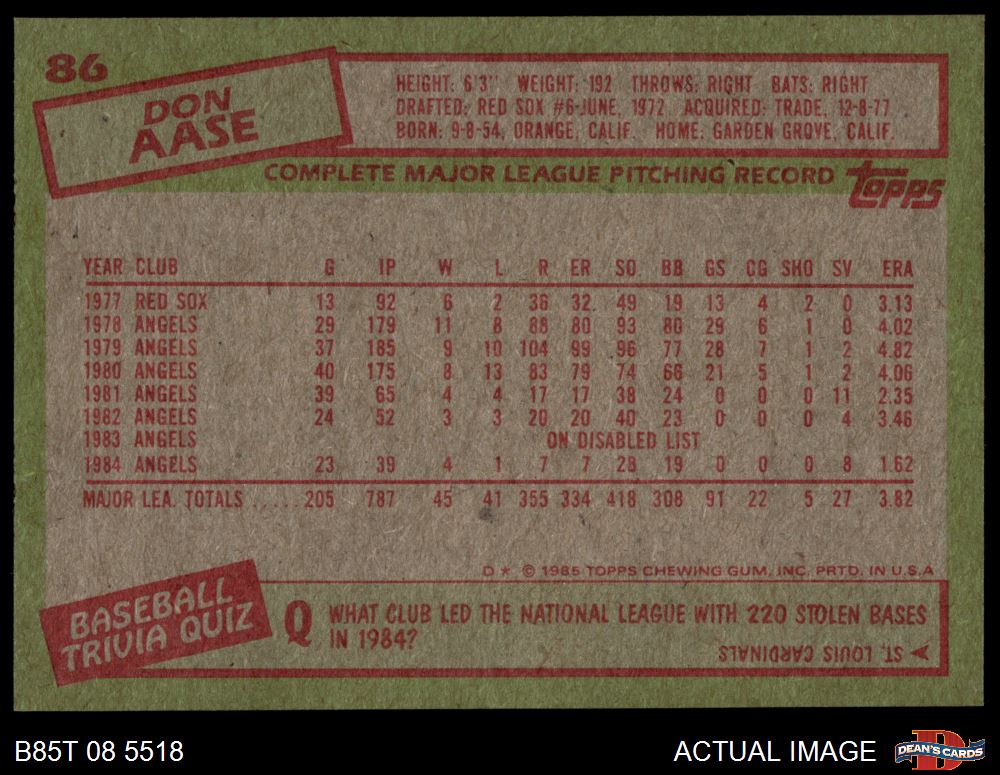 86
DON
AASE
HEIGHT: 6'3" WEIGHT: 192 THROWS: RIGHT BATS: RIGHT
DRAFTED: RED SOX #6-JUNE, 1972 ACQUIRED: TRADE, 12-8-77
BORN: 9-8-54, ORANGE, CALIF. HOME: GARDEN GROVE, CALIF.
COMPLETE MAJOR LEAGUE PITCHING RECORD
topps
YEAR CLUB G IP W L R ER SO BB GS CG SHO SV ERA
1977 RED SOX 13 92 6 2 36 32 49 19 13 4 2 0 3.13
1978 ANGELS 29 179 11 8 88 80 93 80 29 6 1 0 4.02
1979 ANGELS 37 185 9 10 104 99 96 77 28 7 1 2 4.82
1980 ANGELS 40 175 8 13 83 79 74 66 21 5 1 2 4.06
1981 ANGELS 39 65 4 4 17 17 38 24 0 0 0 11 2.35
1982 ANGELS 24 52 3 3 20 20 40 23 0 0 0 4 3.46
1983 ANGELS ON DISABLED LIST
1984 ANGELS 23 39 4 1 7 7 28 19 0 0 0 8 1.62
MAJOR LEA. TOTALS ..... 205 787 45 41 355 334 418 308 91 22 5 27 3.82
D * © 1985 TOPPS CHEWING GUM, INC. PRTD. IN U.S.A
BASEBALL
TRIVIA QUIZ
Q WHAT CLUB LED THE NATIONAL LEAGUE WITH 220 STOLEN BASES
IN 1984?
ST. LOUIS CARDINALS
B85T 08 5518
ACTUAL IMAGE
DEAN'S CARDS